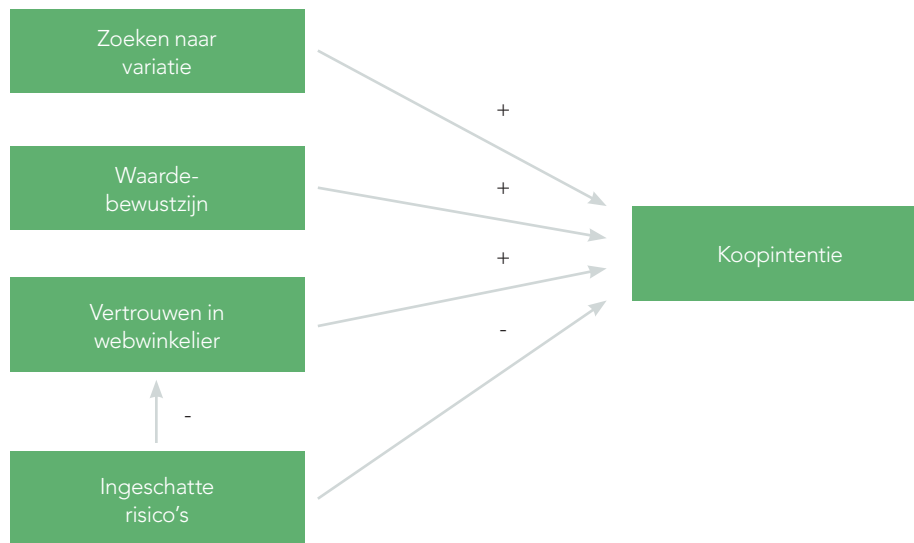 Zoeken naar
variatie
+
Waarde-
bewustzijn
+
Koopintentie
+
Vertrouwen in
webwinkelier
-
-
Ingeschatte
risico's